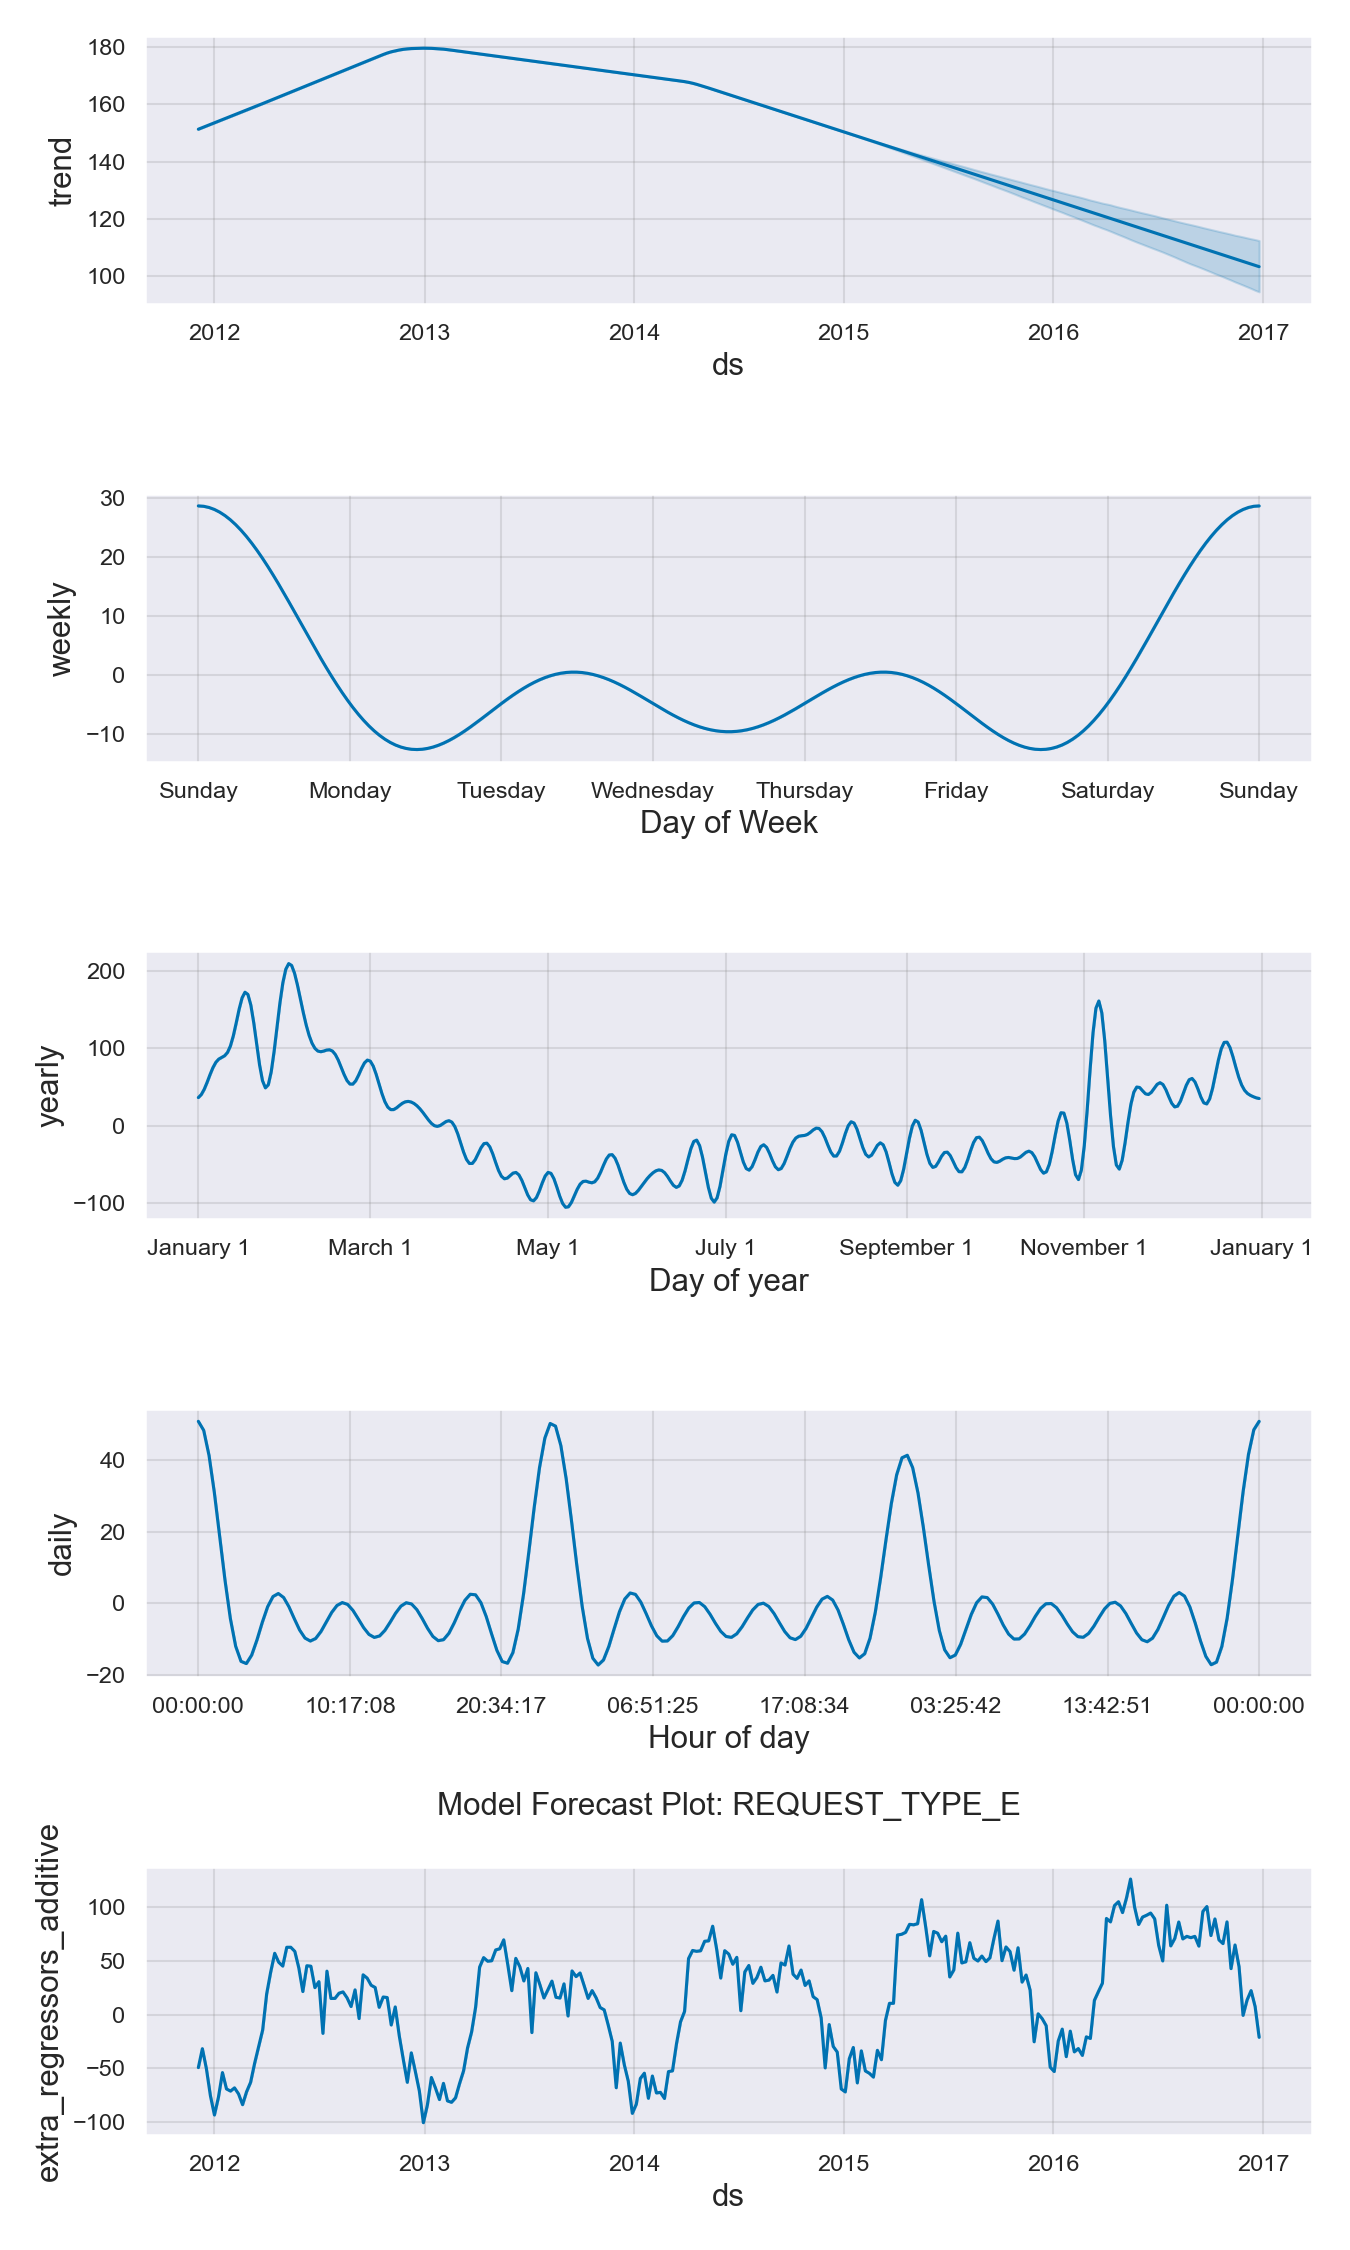 180
160
140
120
100
trend
2012 2013 2014 2015 2016 2017
ds
30
20
10
0
−10
weekly
Sunday Monday Tuesday Wednesday Thursday Friday Saturday Sunday
Day of Week
200
100
0
−100
yearly
January 1 March 1 May 1 July 1 September 1 November 1 January 1
Day of year
40
20
0
−20
daily
00:00:00 10:17:08 20:34:17 06:51:25 17:08:34 03:25:42 13:42:51 00:00:00
Hour of day
Model Forecast Plot: REQUEST_TYPE_E
100
50
0
−50
−100
extra_regressors_additive
2012 2013 2014 2015 2016 2017
ds